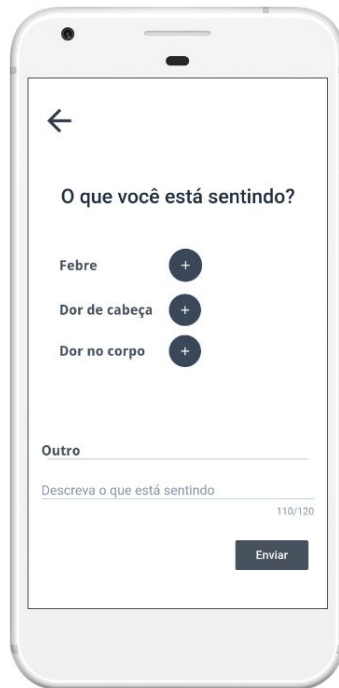 O que você está sentindo?
Febre +
Dor de cabeça +
Dor no corpo +
Outro
Descreva o que está sentindo
110/120
Enviar